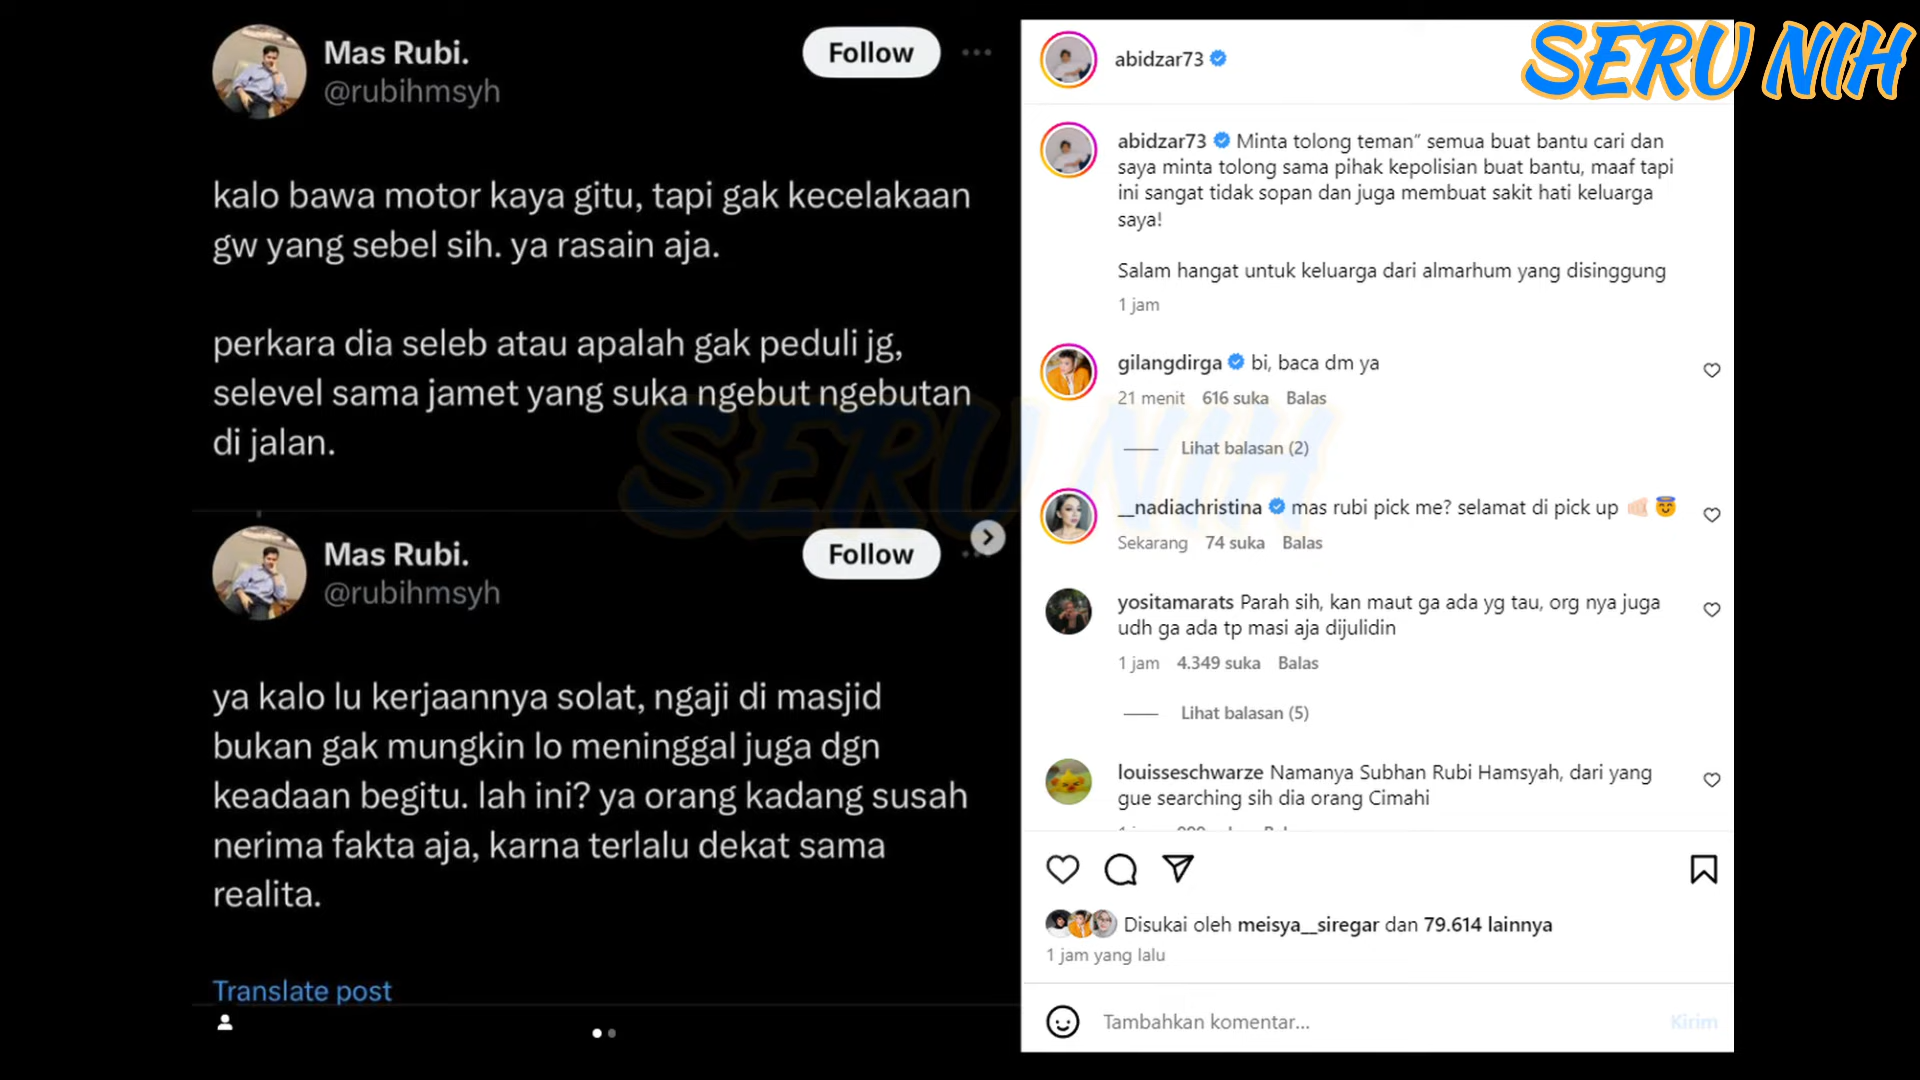 SERU NIH
Mas Rubi.
@rubihmsyh
Follow
kalo bawa motor kaya gitu, tapi gak kecelakaan
gw yang sebel sih. ya rasain aja.
perkara dia seleb atau apalah gak peduli jg,
selevel sama jamet yang suka ngebut ngebutan
di jalan.
SERU NIH
Mas Rubi.
@rubihmsyh
Follow
ya kalo lu kerjaannya solat, ngaji di masjid
bukan gak mungkin lo meninggal juga dgn
keadaan begitu. lah ini? ya orang kadang susah
nerima fakta aja, karna terlalu dekat sama
realita.
Translate post
abidzar73
abidzar73 Minta tolong teman” semua buat bantu cari dan
saya minta tolong sama pihak kepolisian buat bantu, maaf tapi
ini sangat tidak sopan dan juga membuat sakit hati keluarga
saya!
Salam hangat untuk keluarga dari almarhum yang disinggung
1 jam
gilangdirga bi, baca dm ya
21 menit 616 suka Balas
Lihat balasan (2)
__nadiachristina mas rubi pick me? selamat di pick up 🤜🏻 😇
Sekarang 74 suka Balas
yositamarats Parah sih, kan maut ga ada yg tau, org nya juga
udh ga ada tp masi aja dijulidin
1 jam 4.349 suka Balas
Lihat balasan (5)
louisseschwarze Namanya Subhan Rubi Hamsyah, dari yang
gue searching sih dia orang Cimahi
Disukai oleh meisya__siregar dan 79.614 lainnya
1 jam yang lalu
Tambahkan komentar...
Kirim